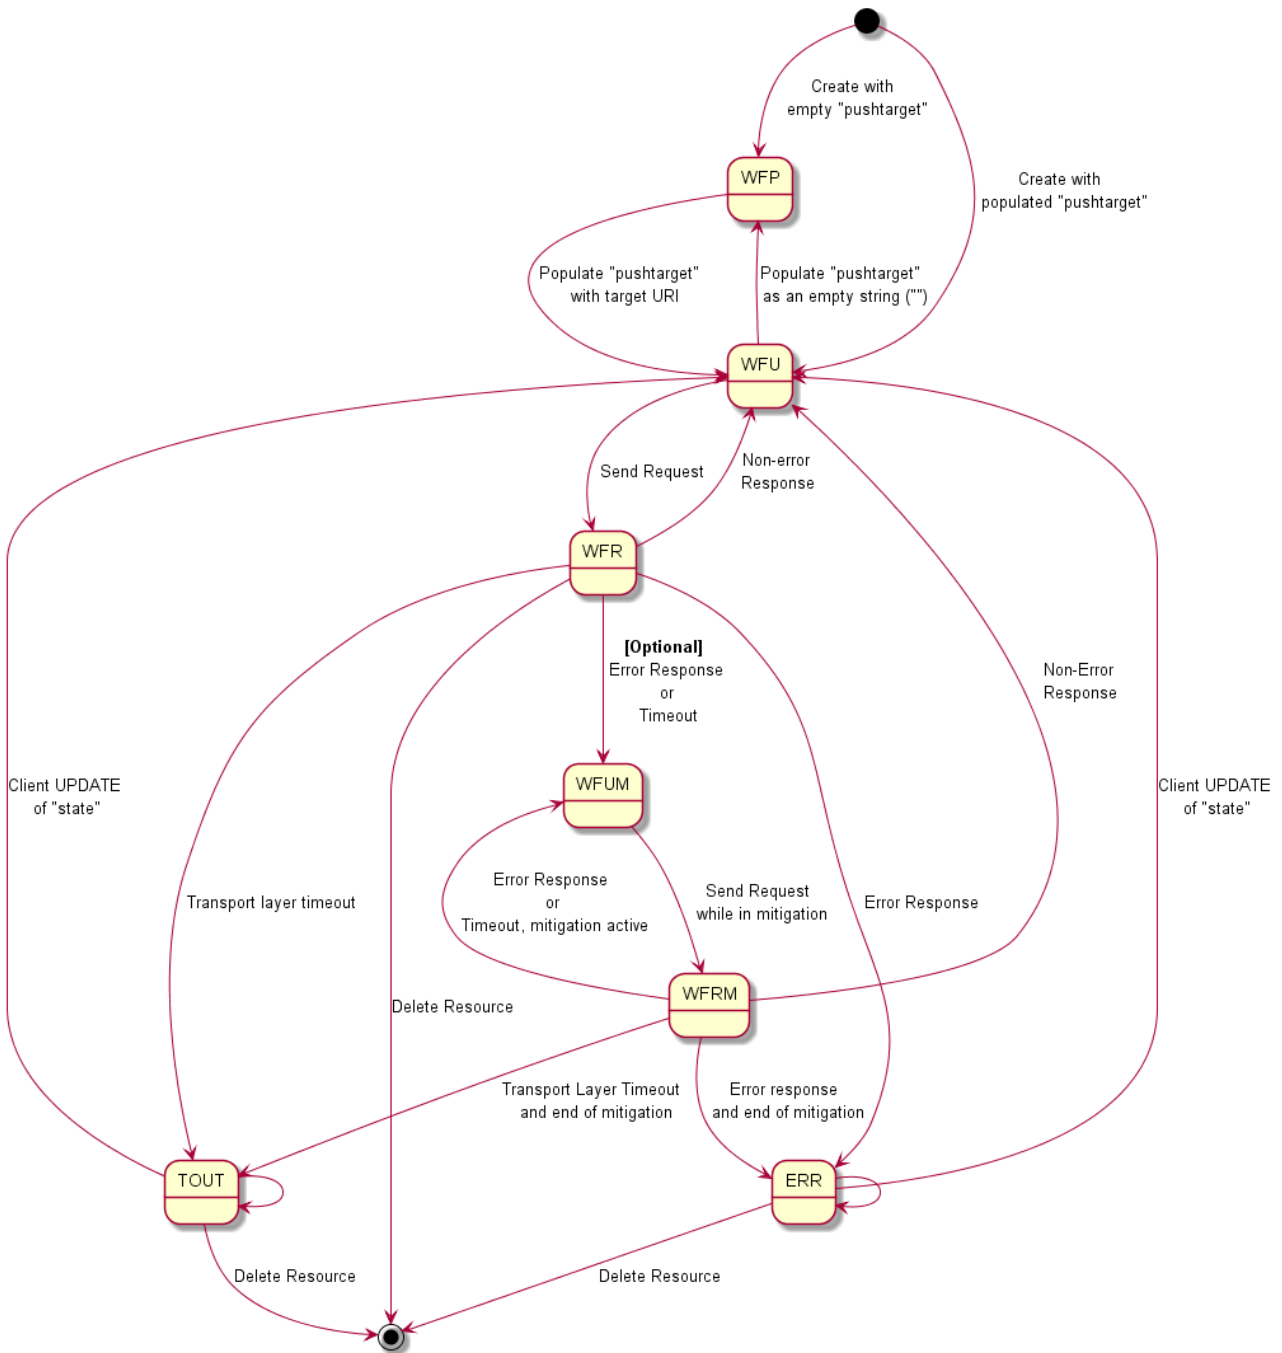 Create with
empty "pushtarget"
WFP
Create with
populated "pushtarget"
Populate "pushtarget"
with target URI
Populate "pushtarget"
as an empty string ("")
WFU
Send Request
Non-error
Response
WFR
[Optional]
Error Response
or
Timeout
Non-Error
Response
Client UPDATE
of "state"
WFUM
Client UPDATE
of "state"
Transport layer timeout
Error Response
or
Timeout, mitigation active
Send Request
while in mitigation
Error Response
Delete Resource
WFRM
Transport Layer Timeout
and end of mitigation
Error response
and end of mitigation
TOUT
ERR
Delete Resource
Delete Resource